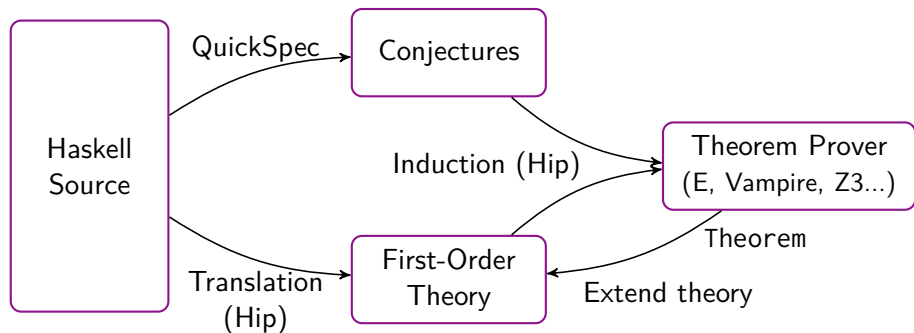 QuickSpec
Conjectures
Haskell
Source
Induction (Hip)
Theorem Prover
(E, Vampire, Z3...)
Translation
(Hip)
First-Order
Theory
Theorem
Extend theory